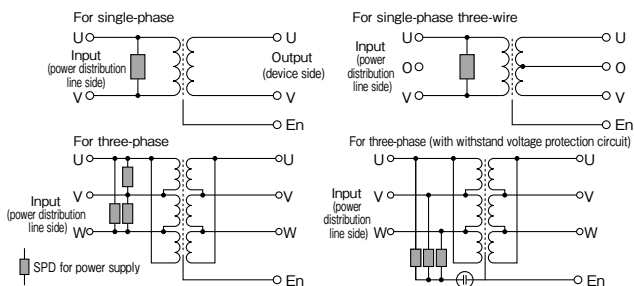 For single-phase
U
Input
(power distribution
line side)
V
U
Output
(device side)
V
En
For single-phase three-wire
U
Input
(power
distribution
line side)
O
V
U
O
V
En
For three-phase
U
V
Input
(power distribution
line side)
W
U
V
W
En
SPD for power supply
For three-phase (with withstand voltage protection circuit)
U
V
Input
(power
distribution
line side)
W
U
V
W
En